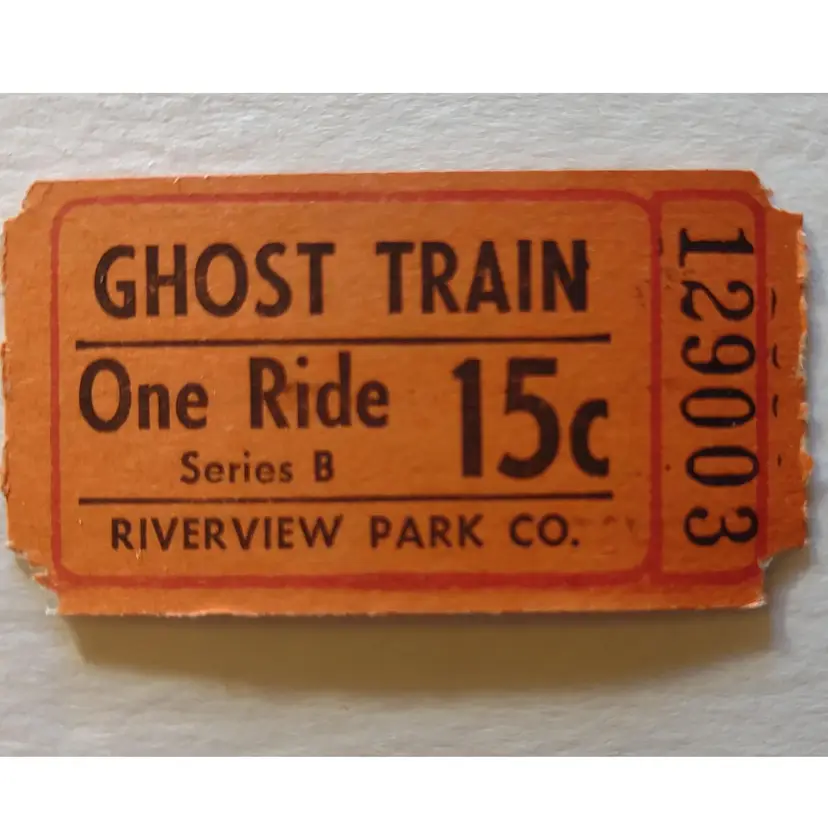 GHOST TRAIN
One Ride
Series B
15c
RIVERVIEW PARK CO.
129003